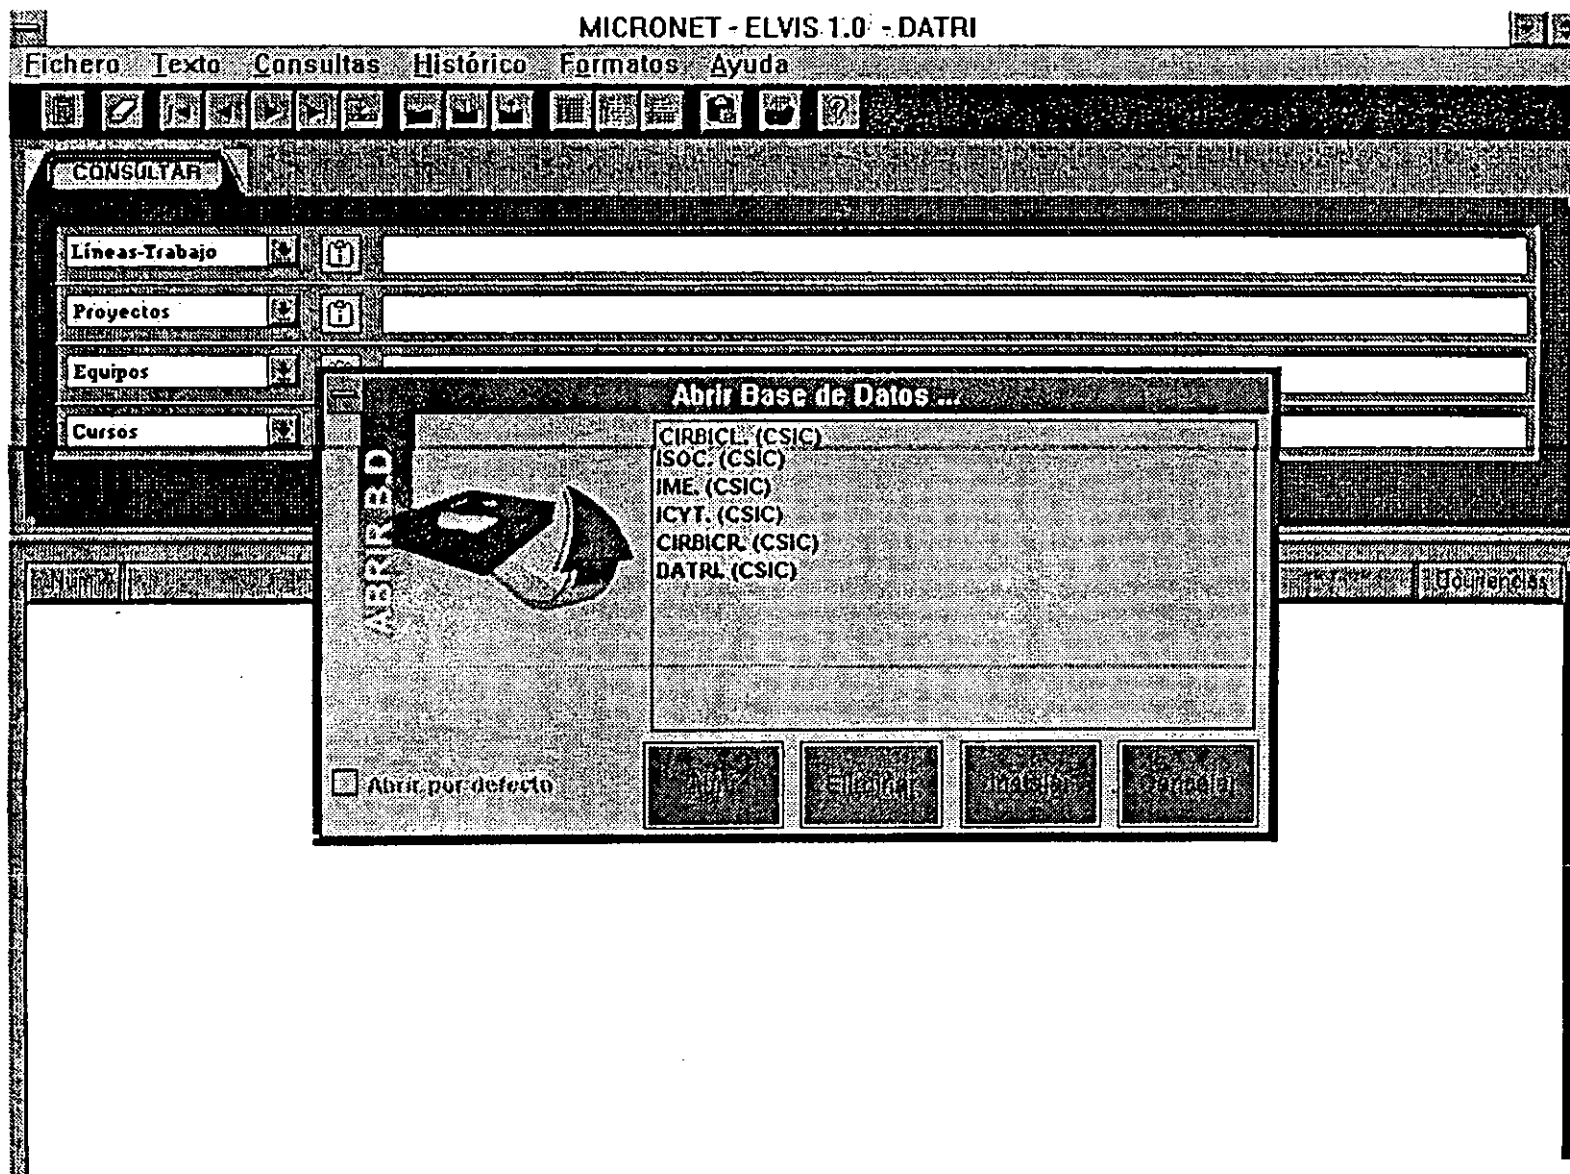 MICRONET - ELVIS 1.0 - DATRI
Fichero Texto Consultas Histórico Formatos Ayuda
CONSULTAR
Líneas-Trabajo
Proyectos
Equipos
Cursos
Abrir Base de Datos ...
ABRIR B.D
CIRBICL. (CSIC)
ISOC. (CSIC)
IME. (CSIC)
ICYT. (CSIC)
CIRBICR. (CSIC)
DATRI. (CSIC)
Abrir por defecto
Abrir Eliminar Cancelar
Ocurrencias